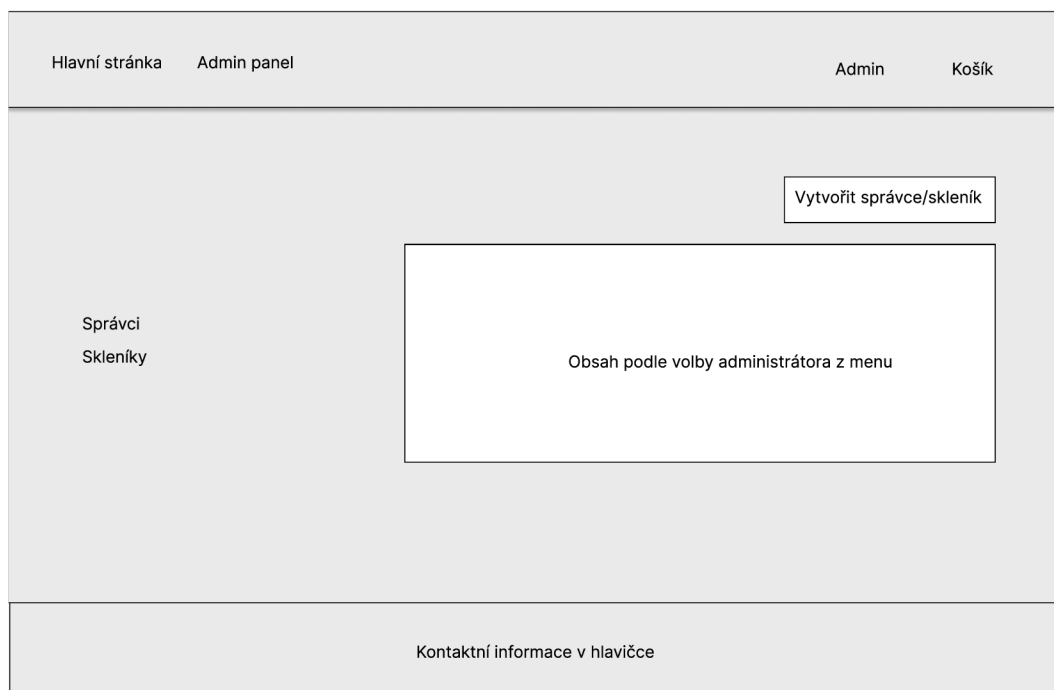 Hlavní stránka Admin panel Admin Košík
Vytvořit správce/skleník
Správci
Skleníky
Obsah podle volby administrátora z menu
Kontaktní informace v hlavičce